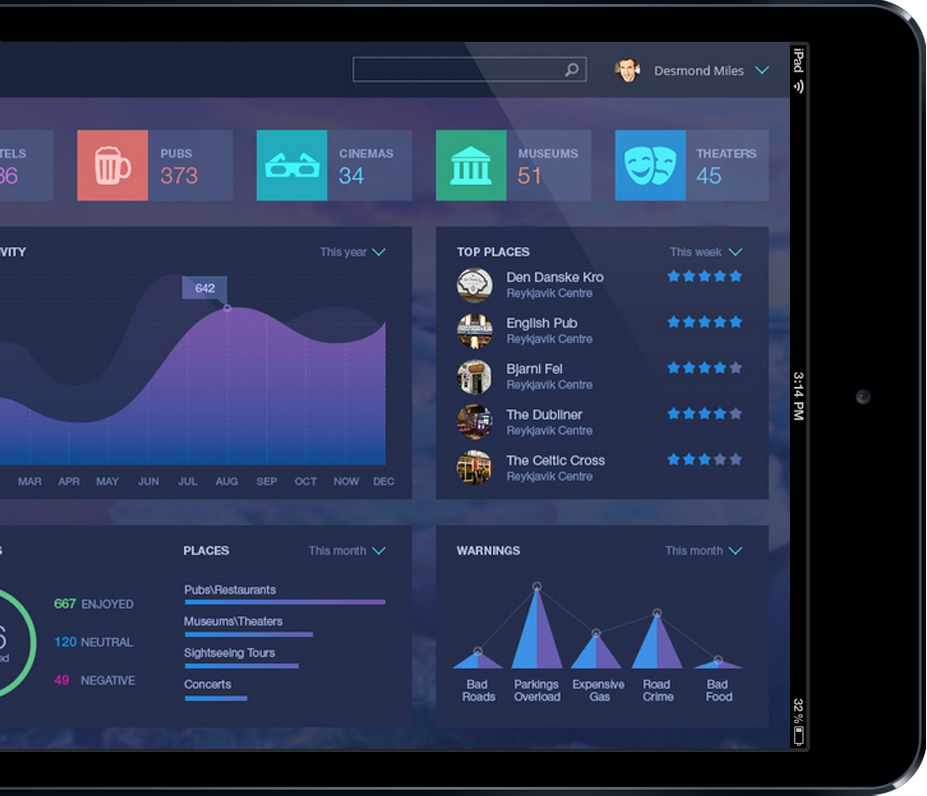 Desmond Miles
iPad
TELS
36
PUBS
373
CINEMAS
34
MUSEUMS
51
THEATERS
45
VITY
This year
642
MAR APR MAY JUN JUL AUG SEP OCT NOW DEC
TOP PLACES
This week
Den Danske Kro
Reykjavik Centre
English Pub
Reykjavik Centre
Bjarni Fel
Reykjavik Centre
The Dubliner
Reykjavik Centre
The Celtic Cross
Reykjavik Centre
3:14 PM
S
6
ed
667 ENJOYED
120 NEUTRAL
49 NEGATIVE
PLACES
This month
Pubs\Restaurants
Museums\Theaters
Sightseeing Tours
Concerts
WARNINGS
This month
Bad
Roads
Parkings
Overload
Expensive
Gas
Road
Crime
Bad
Food
32 %